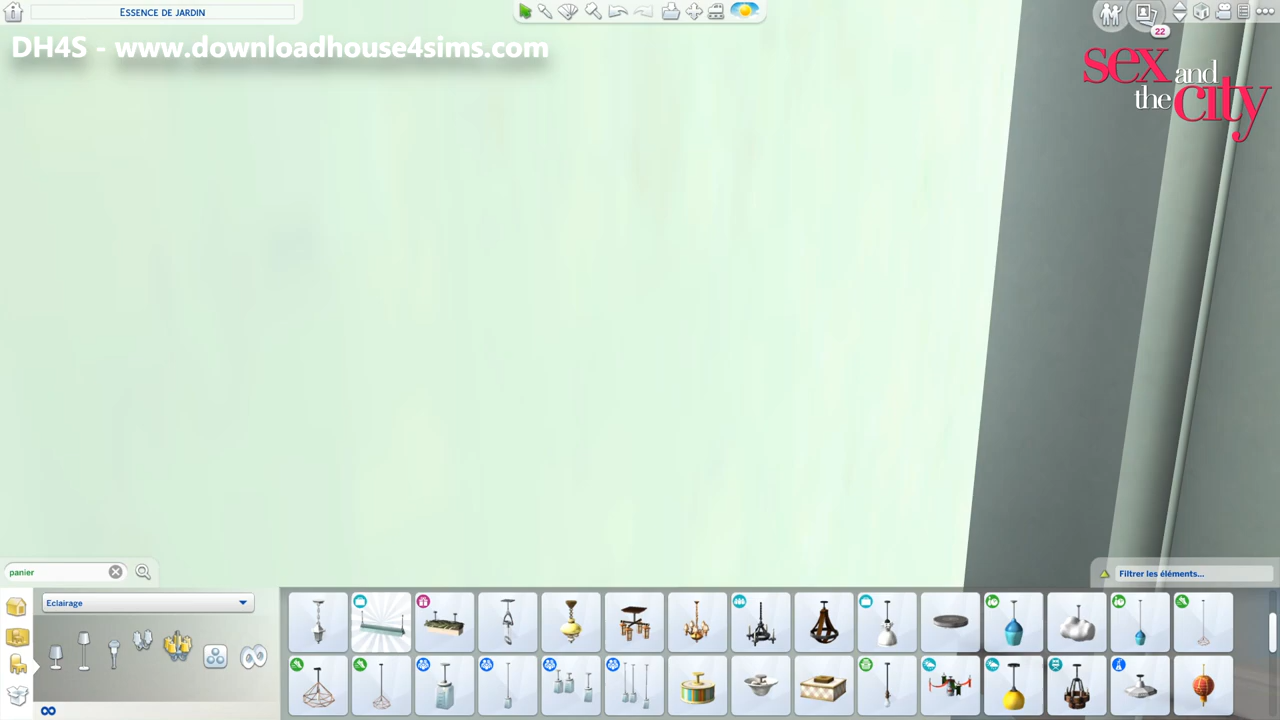 ESSENCE DE JARDIN
DH4S - www.downloadhouse4sims.com
22
sex and
the city
panier
Filtrer les éléments...
Eclairage